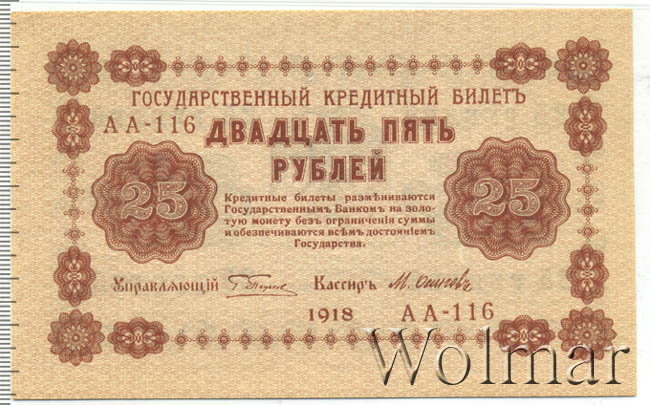 ГОСУДАРСТВЕННЫЙ КРЕДИТНЫЙ БИЛЕТЪ
АА-116
ДВАДЦАТЬ ПЯТЬ
РУБЛЕЙ
25
25
Кредитные билеты размѣниваются
Государственнымъ Банкомъ на золо-
тую монету безъ ограниченія суммы
и обезпечиваются всѣмъ достояніемъ
Государства.
Управляющій
Кассиръ
1918
АА-116
Wolmar